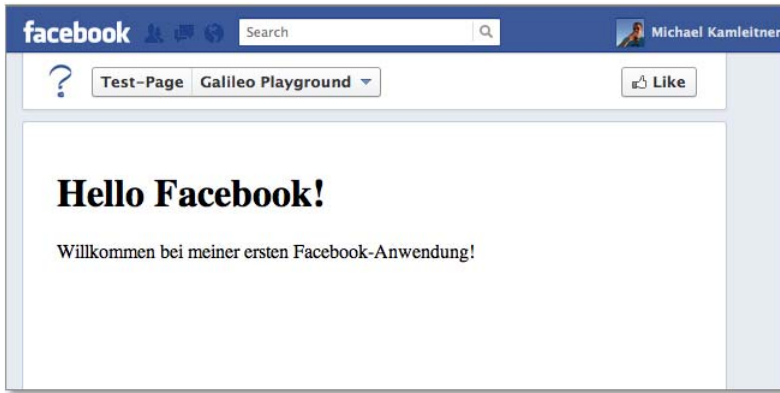 facebook Search Michael Kamleitner
? Test-Page Galileo Playground Like
Hello Facebook!
Willkommen bei meiner ersten Facebook-Anwendung!